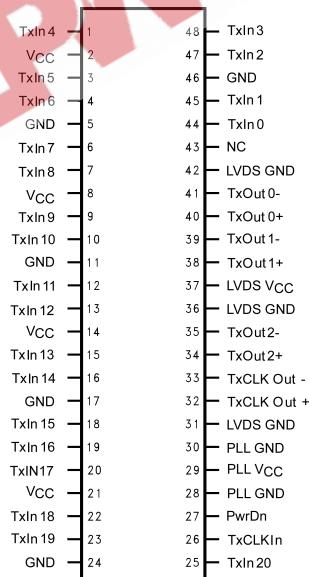 TxIn 4 1 48 TxIn 3
VCC 2 47 TxIn 2
TxIn 5 3 46 GND
TxIn 6 4 45 TxIn 1
GND 5 44 TxIn 0
TxIn 7 6 43 NC
TxIn 8 7 42 LVDS GND
VCC 8 41 TxOut 0-
TxIn 9 9 40 TxOut 0+
TxIn 10 10 39 TxOut 1-
GND 11 38 TxOut 1+
TxIn 11 12 37 LVDS VCC
TxIn 12 13 36 LVDS GND
VCC 14 35 TxOut2-
TxIn 13 15 34 TxOut2+
TxIn 14 16 33 TxCLK Out -
GND 17 32 TxCLK Out +
TxIn 15 18 31 LVDS GND
TxIn 16 19 30 PLL GND
TxIN17 20 29 PLL VCC
VCC 21 28 PLL GND
TxIn 18 22 27 PwrDn
TxIn 19 23 26 TxCLKIn
GND 24 25 TxIn 20